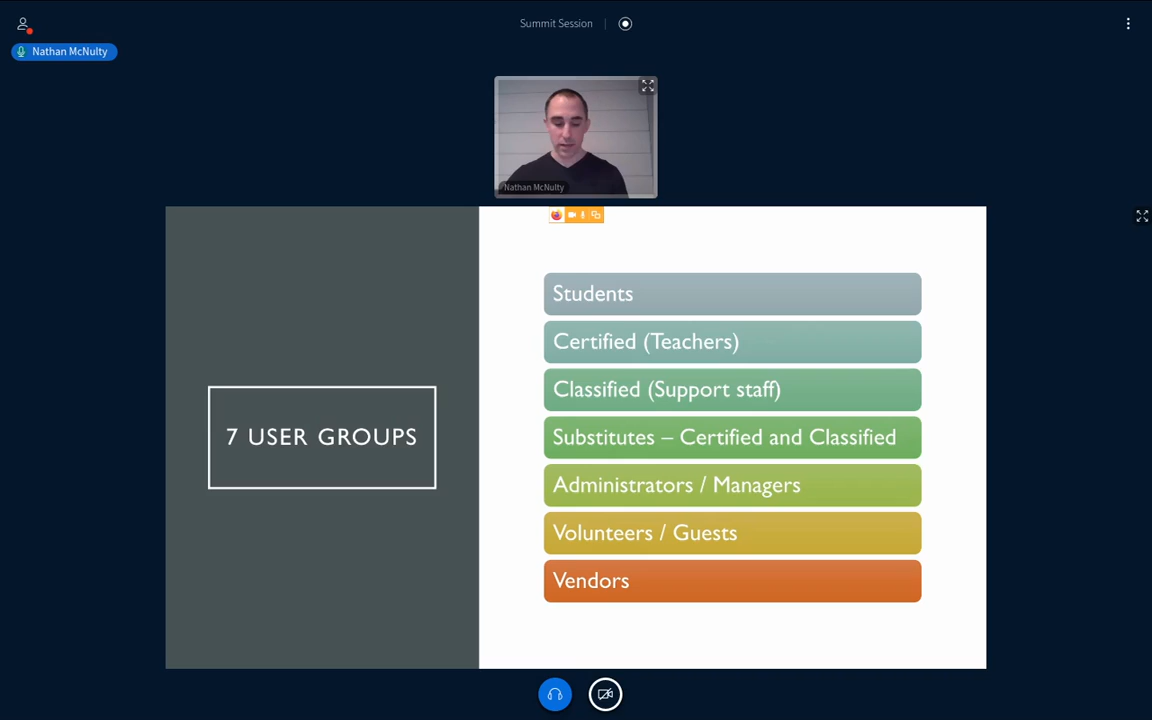 Summit Session
Nathan McNulty
Nathan McNulty
7 USER GROUPS
Students
Certified (Teachers)
Classified (Support staff)
Substitutes – Certified and Classified
Administrators / Managers
Volunteers / Guests
Vendors